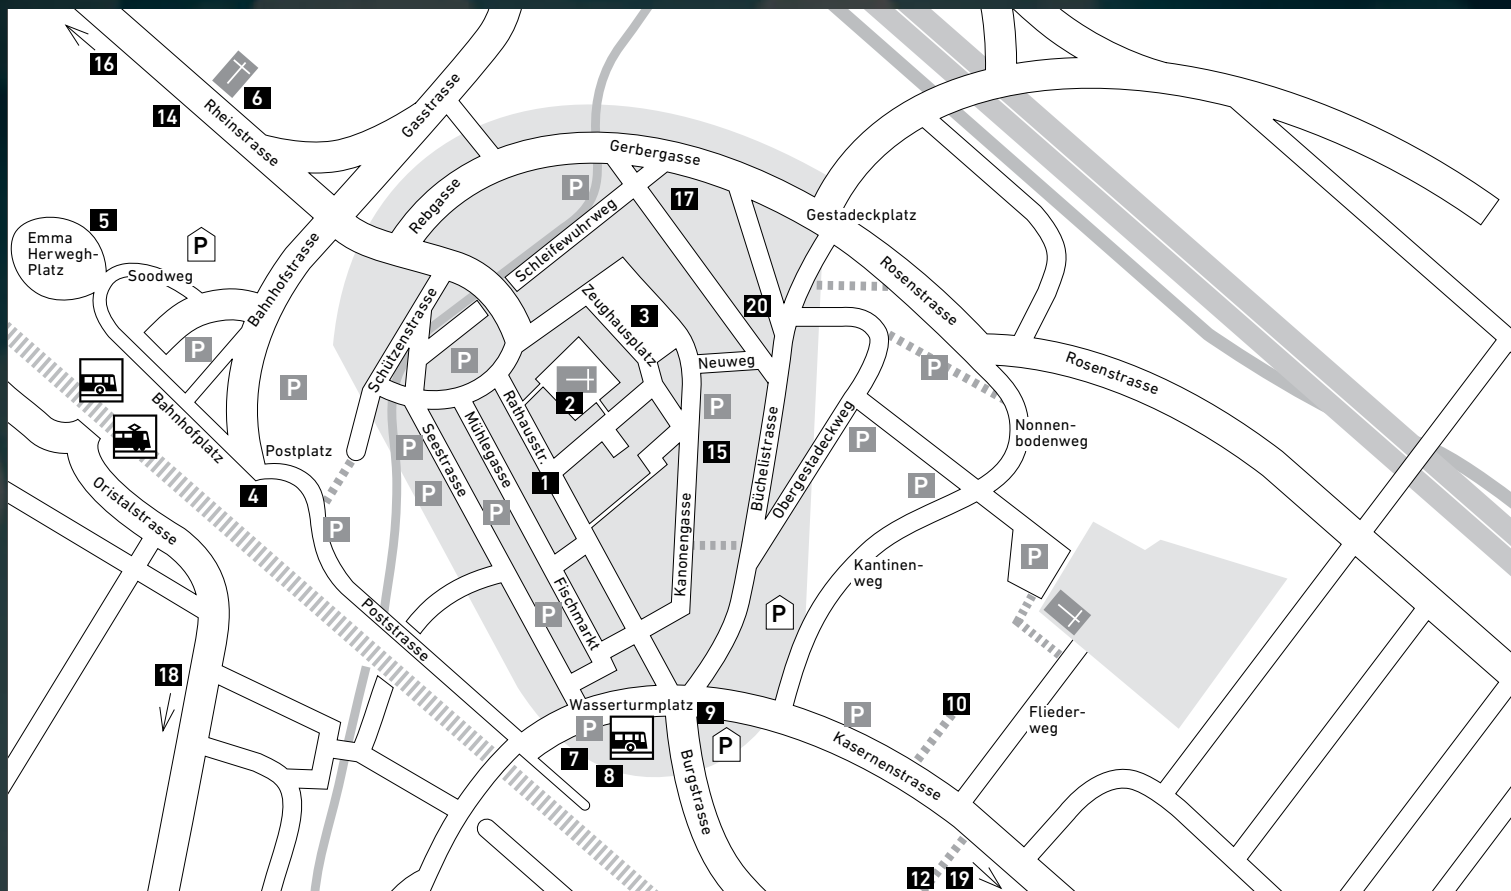 16
6
14
Rheinstrasse
Gasstrasse
Gerbergasse
P
17
Rebgasse
Schleifewuhrweg
Gestadeckplatz
5
Emma
Herwegh-
Platz
P
Soodweg
Bahnhofstrasse
Rosenstrasse
Schützenstrasse
Zeughausplatz
3
20
P
P
P
2
Neuweg
P
Rosenstrasse
P
Bahnhofplatz
Postplatz
Rathausstr.
Mühlegasse
Seestrasse
P
15
Büchelistrasse
Obergestadeckweg
P
Nonnen-
bodenweg
4
Oristalstrasse
P
P
P
1
P
Kanonengasse
P
Kantinen-
weg
Poststrasse
Fischmarkt
P
P
18
Wasserturmplatz
P
9
P
7
8
Burgstrasse
P
Kasernenstrasse
10
Flieder-
weg
12
19